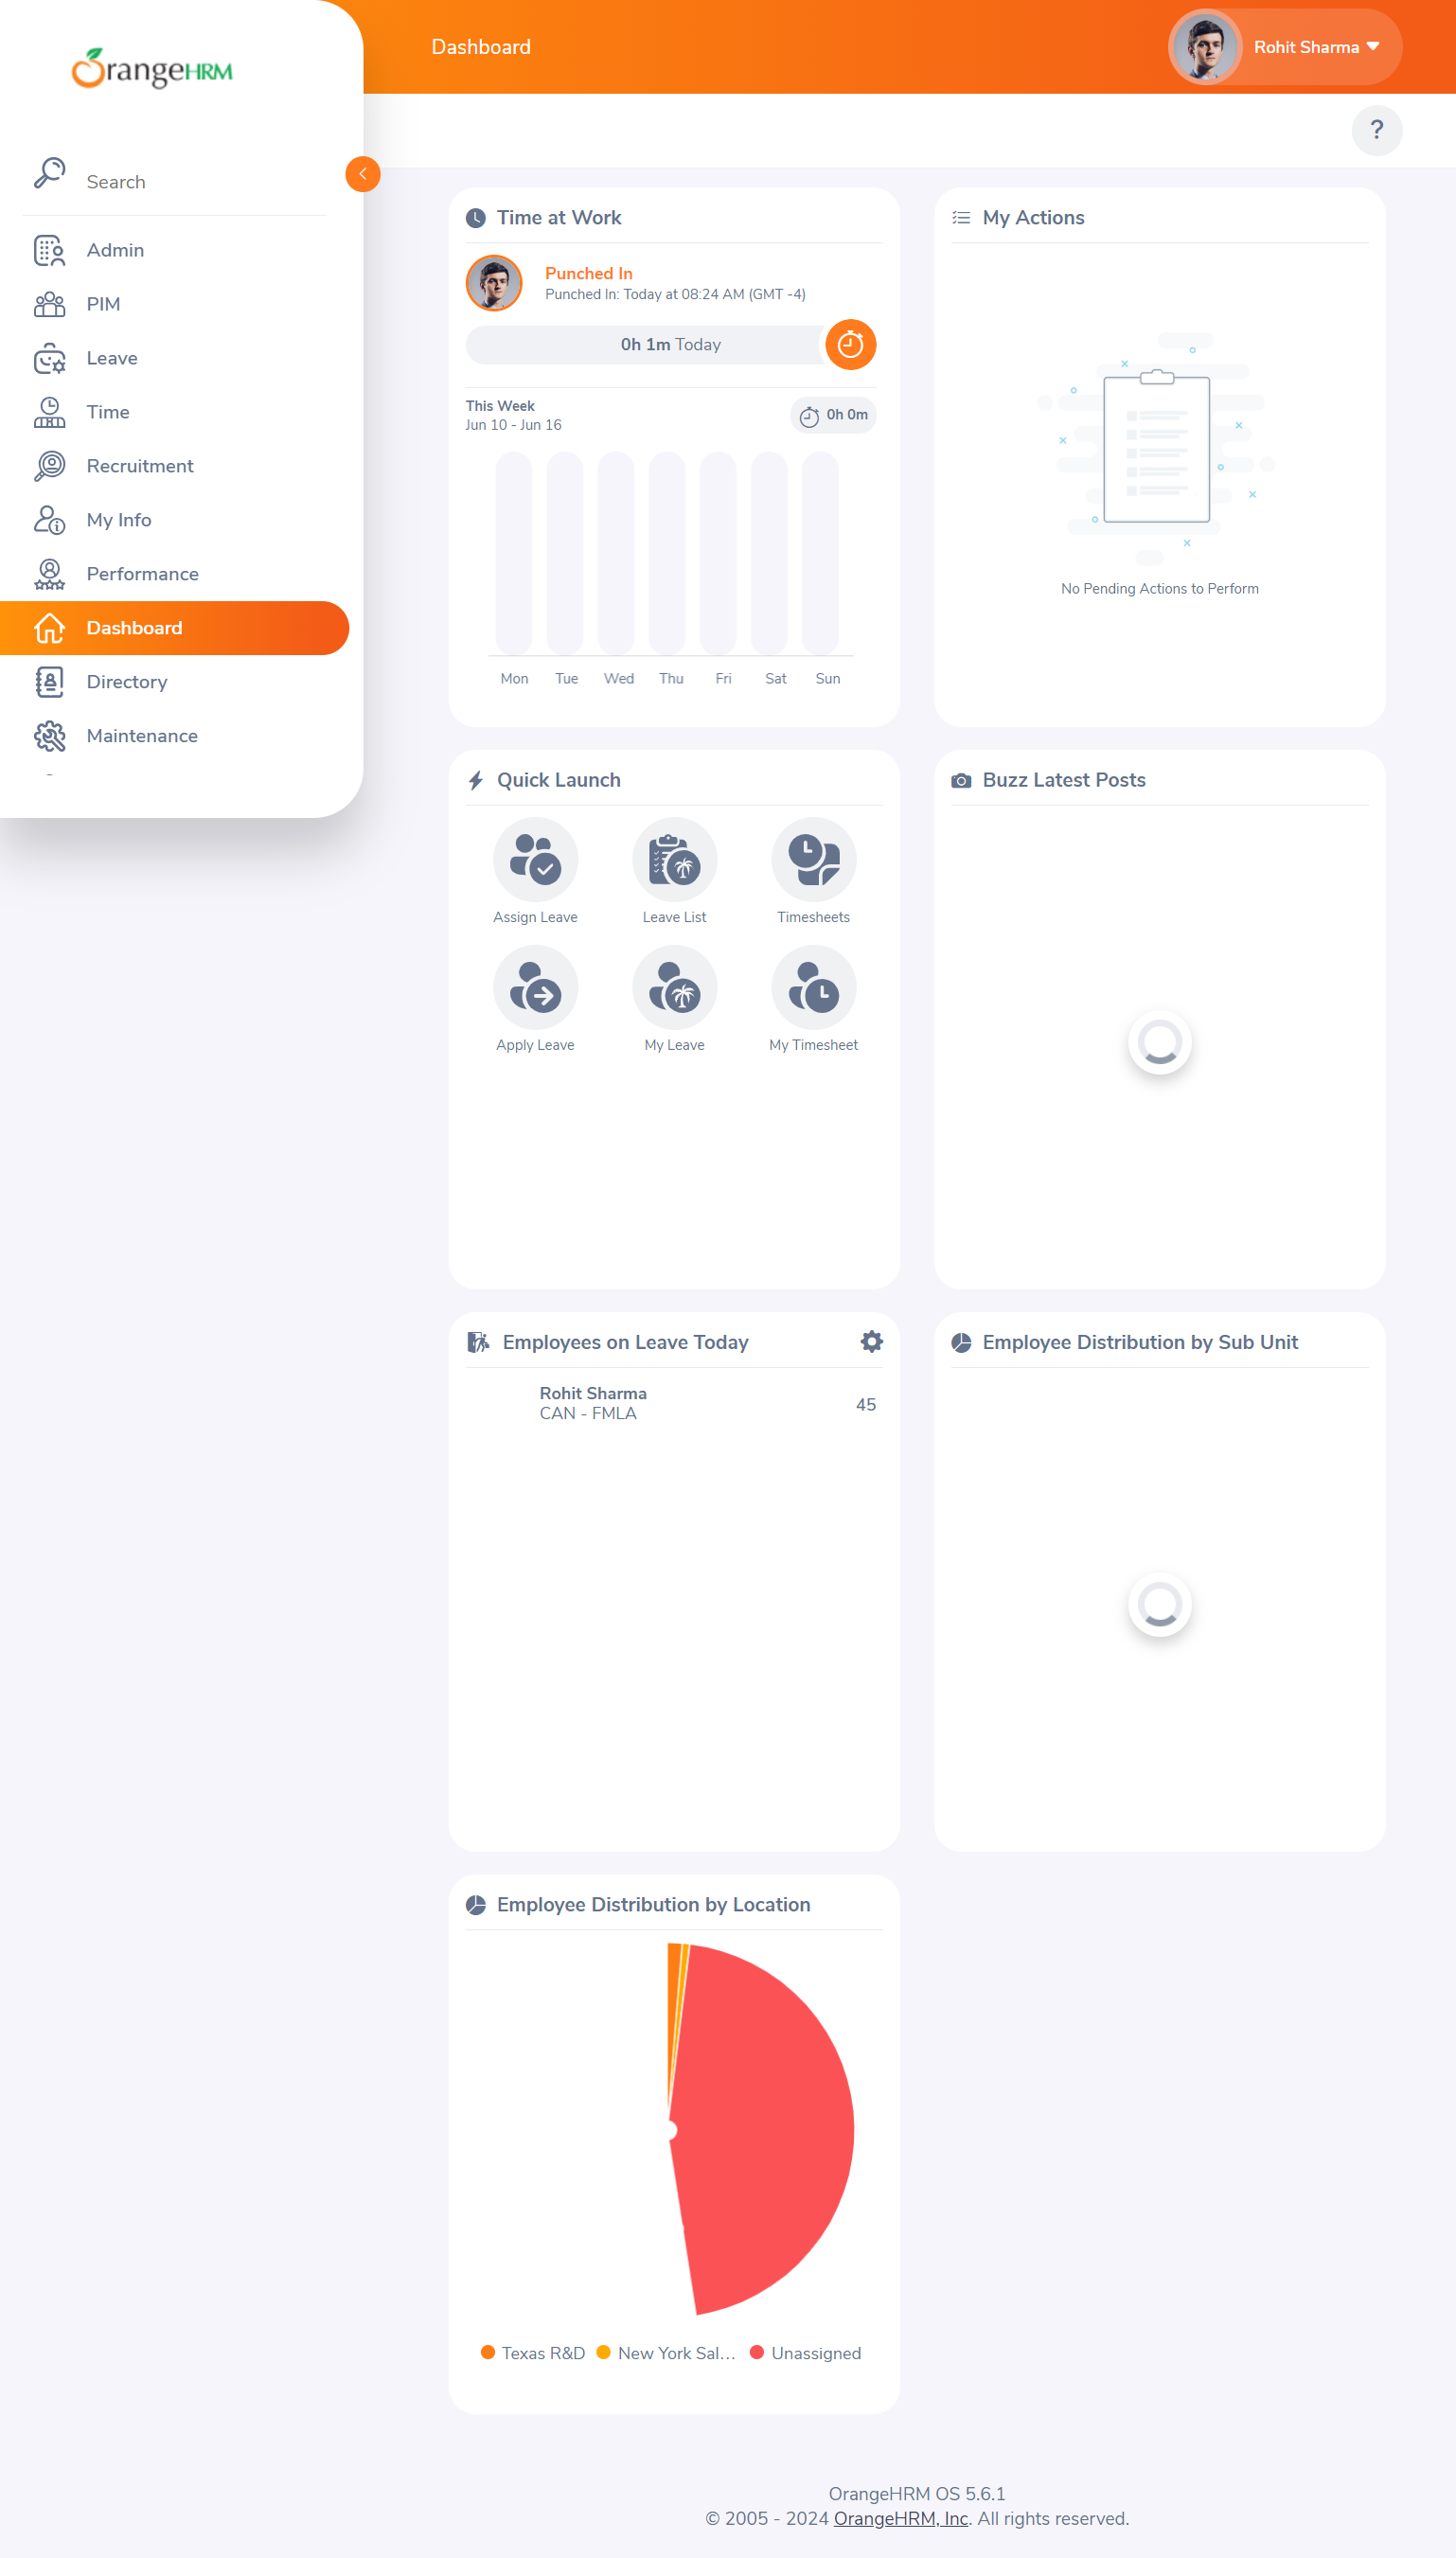 OrangeHRM
Dashboard
Rohit Sharma
?
Search
Admin
PIM
Leave
Time
Recruitment
My Info
Performance
Dashboard
Directory
Maintenance
Time at Work
Punched In
Punched In: Today at 08:24 AM (GMT -4)
0h 1m Today
This Week
Jun 10 - Jun 16
0h 0m
Mon Tue Wed Thu Fri Sat Sun
My Actions
No Pending Actions to Perform
Quick Launch
Assign Leave Leave List Timesheets
Apply Leave My Leave My Timesheet
Buzz Latest Posts
Employees on Leave Today
Rohit Sharma
CAN - FMLA
45
Employee Distribution by Sub Unit
Employee Distribution by Location
Texas R&D New York Sal... Unassigned
OrangeHRM OS 5.6.1
© 2005 - 2024 OrangeHRM, Inc. All rights reserved.